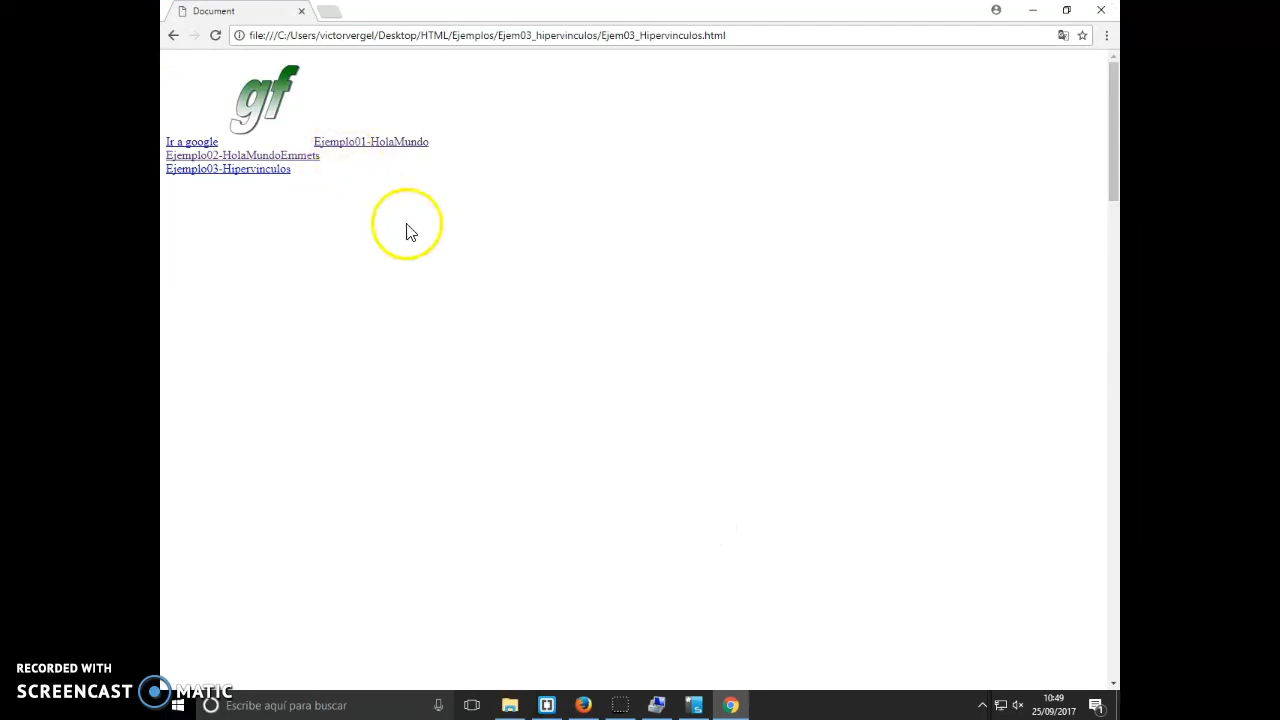 Document
file:///C:/Users/victorvergel/Desktop/HTML/Ejemplos/Ejem03_hipervinculos/Ejem03_Hipervinculos.html
gf
Ir a google Ejemplo01-HolaMundo
Ejemplo02-HolaMundoEmmets
Ejemplo03-Hipervinculos
RECORDED WITH
SCREENCAST MATIC
Escribe aquí para buscar
10:49
25/09/2017
1